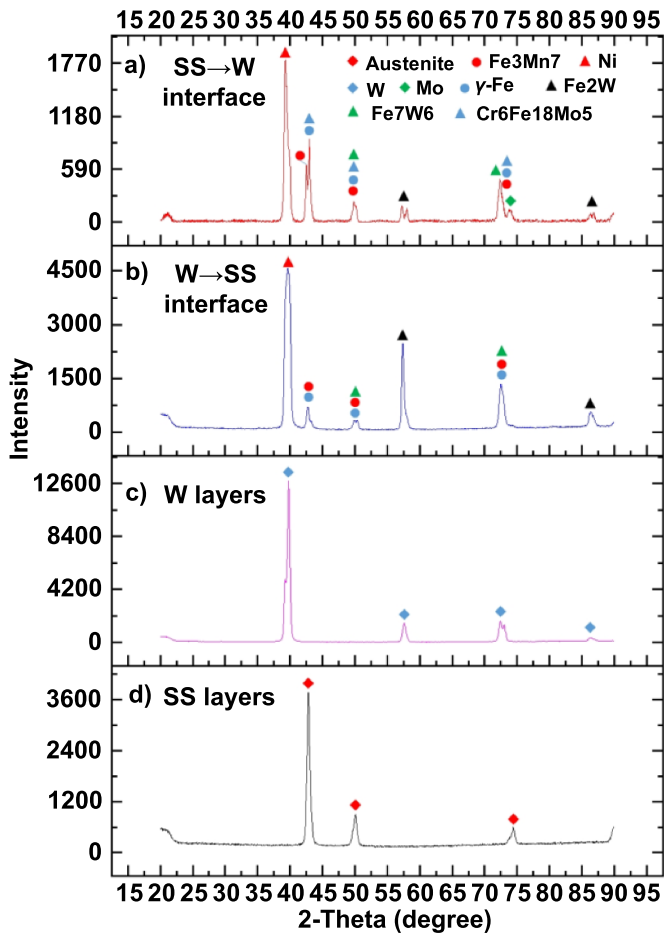 15 20 25 30 35 40 45 50 55 60 65 70 75 80 85 90 95
a) SS→W
interface
Austenite Fe3Mn7 Ni
W Mo γ-Fe Fe2W
Fe7W6 Cr6Fe18Mo5
1770
1180
590
0
b) W→SS
interface
4500
3000
1500
0
Intensity
c) W layers
12600
8400
4200
0
d) SS layers
3600
2400
1200
0
15 20 25 30 35 40 45 50 55 60 65 70 75 80 85 90 95
2-Theta (degree)